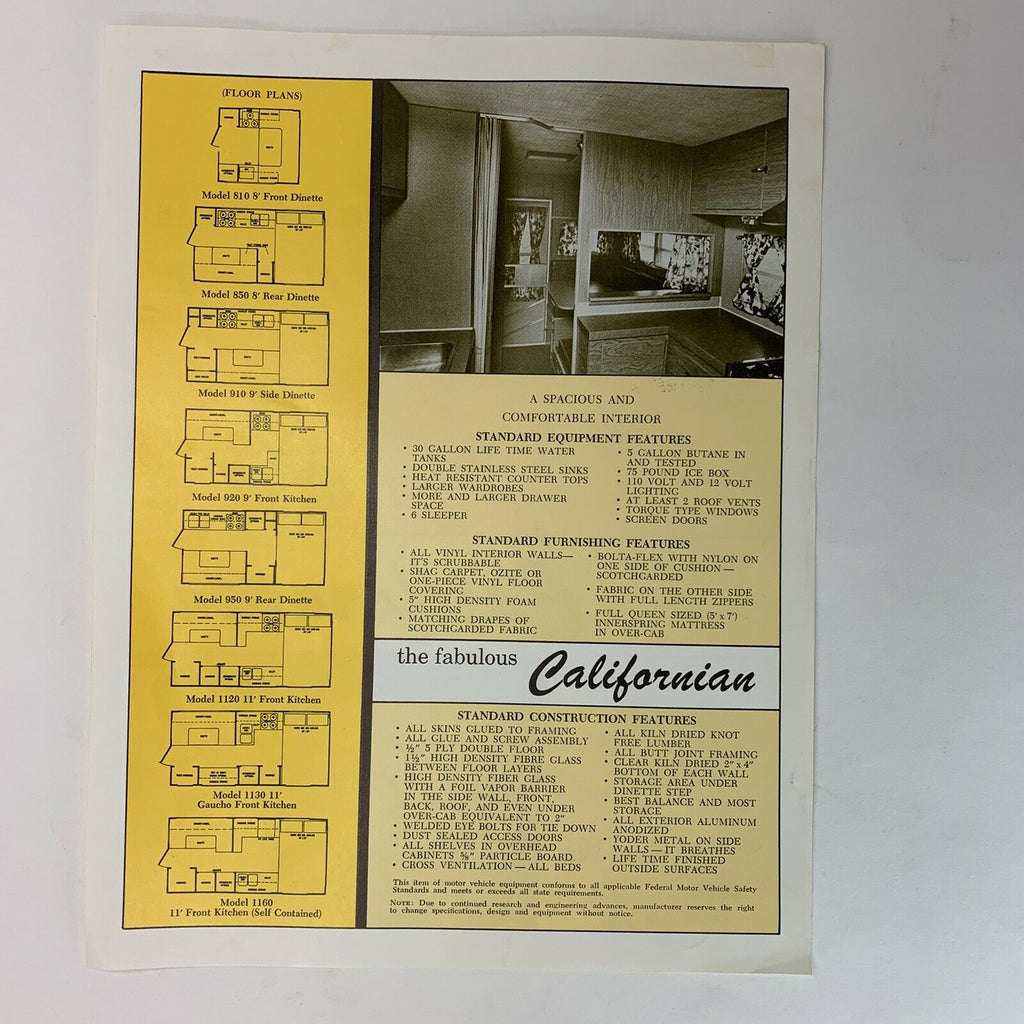 (FLOOR PLANS)
Model 810 8' Front Dinette
Model 850 8' Rear Dinette
Model 910 9' Side Dinette
Model 920 9' Front Kitchen
Model 950 9' Rear Dinette
Model 1120 11' Front Kitchen
Model 1130 11'
Gaucho Front Kitchen
Model 1160
11' Front Kitchen (Self Contained)
A SPACIOUS AND
COMFORTABLE INTERIOR
STANDARD EQUIPMENT FEATURES
• 30 GALLON LIFE TIME WATER
TANKS
• DOUBLE STAINLESS STEEL SINKS
• HEAT RESISTANT COUNTER TOPS
• LARGER WARDROBES
• MORE AND LARGER DRAWER
SPACE
• 6 SLEEPER
• 5 GALLON BUTANE IN
AND TESTED
• 75 POUND ICE BOX
• 110 VOLT AND 12 VOLT
LIGHTING
• AT LEAST 2 ROOF VENTS
• TORQUE TYPE WINDOWS
• SCREEN DOORS
STANDARD FURNISHING FEATURES
• ALL VINYL INTERIOR WALLS—
IT'S SCRUBBABLE
• SHAG CARPET, OZITE OR
ONE-PIECE VINYL FLOOR
COVERING
• 5" HIGH DENSITY FOAM
CUSHIONS
• MATCHING DRAPES OF
SCOTCHGARDED FABRIC
• BOLTA-FLEX WITH NYLON ON
ONE SIDE OF CUSHION—
SCOTCHGARDED
• FABRIC ON THE OTHER SIDE
WITH FULL LENGTH ZIPPERS
• FULL QUEEN SIZED (5' x 7')
INNERSPRING MATTRESS
IN OVER-CAB
the fabulous Californian
STANDARD CONSTRUCTION FEATURES
• ALL SKINS GLUED TO FRAMING
• ALL GLUE AND SCREW ASSEMBLY
• ½" 5 PLY DOUBLE FLOOR
• 1½" HIGH DENSITY FIBRE GLASS
BETWEEN FLOOR LAYERS
• HIGH DENSITY FIBER GLASS
WITH A FOIL VAPOR BARRIER
IN THE SIDE WALL, FRONT,
BACK, ROOF, AND EVEN UNDER
OVER-CAB EQUIVALENT TO 2"
• WELDED EYE BOLTS FOR TIE DOWN
• DUST SEALED ACCESS DOORS
• ALL SHELVES IN OVERHEAD
CABINETS ⅝" PARTICLE BOARD
• CROSS VENTILATION—ALL BEDS
• ALL KILN DRIED KNOT
FREE LUMBER
• ALL BUTT JOINT FRAMING
• CLEAR KILN DRIED 2" x 4"
BOTTOM OF EACH WALL
• STORAGE AREA UNDER
DINETTE STEP
• BEST BALANCE AND MOST
STORAGE
• ALL EXTERIOR ALUMINUM
ANODIZED
• YODER METAL ON SIDE
WALLS—IT BREATHES
• LIFE TIME FINISHED
OUTSIDE SURFACES
This item of motor vehicle equipment conforms to all applicable Federal Motor Vehicle Safety
Standards and meets or exceeds all state requirements.
NOTE: Due to continued research and engineering advances, manufacturer reserves the right
to change specifications, design and equipment without notice.